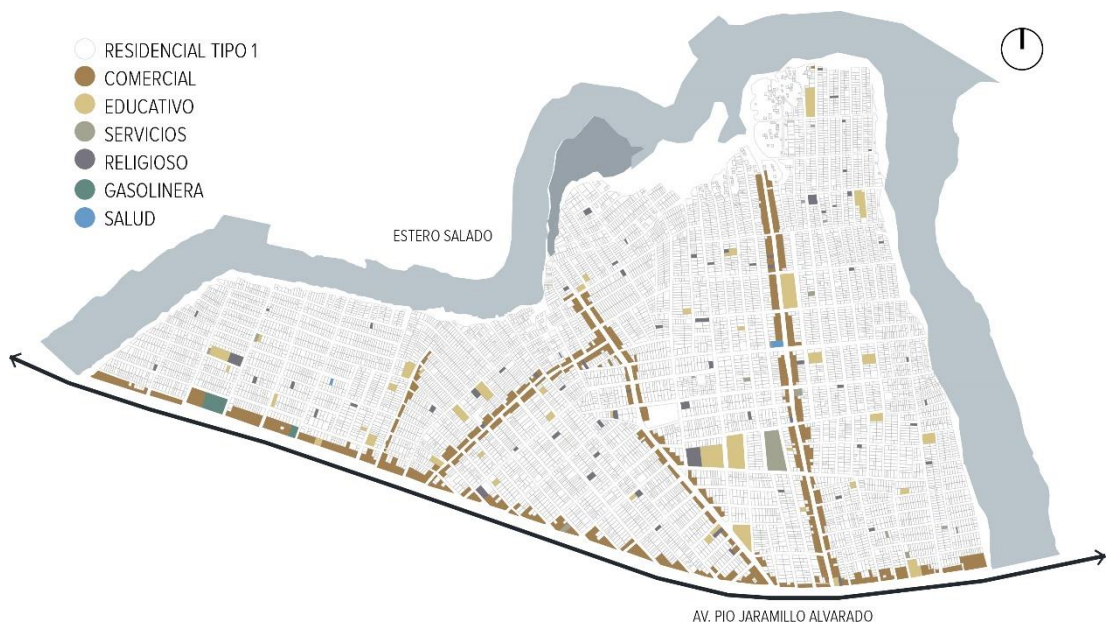 RESIDENCIAL TIPO 1
COMERCIAL
EDUCATIVO
SERVICIOS
RELIGIOSO
GASOLINERA
SALUD
ESTERO SALADO
AV. PIO JARAMILLO ALVARADO